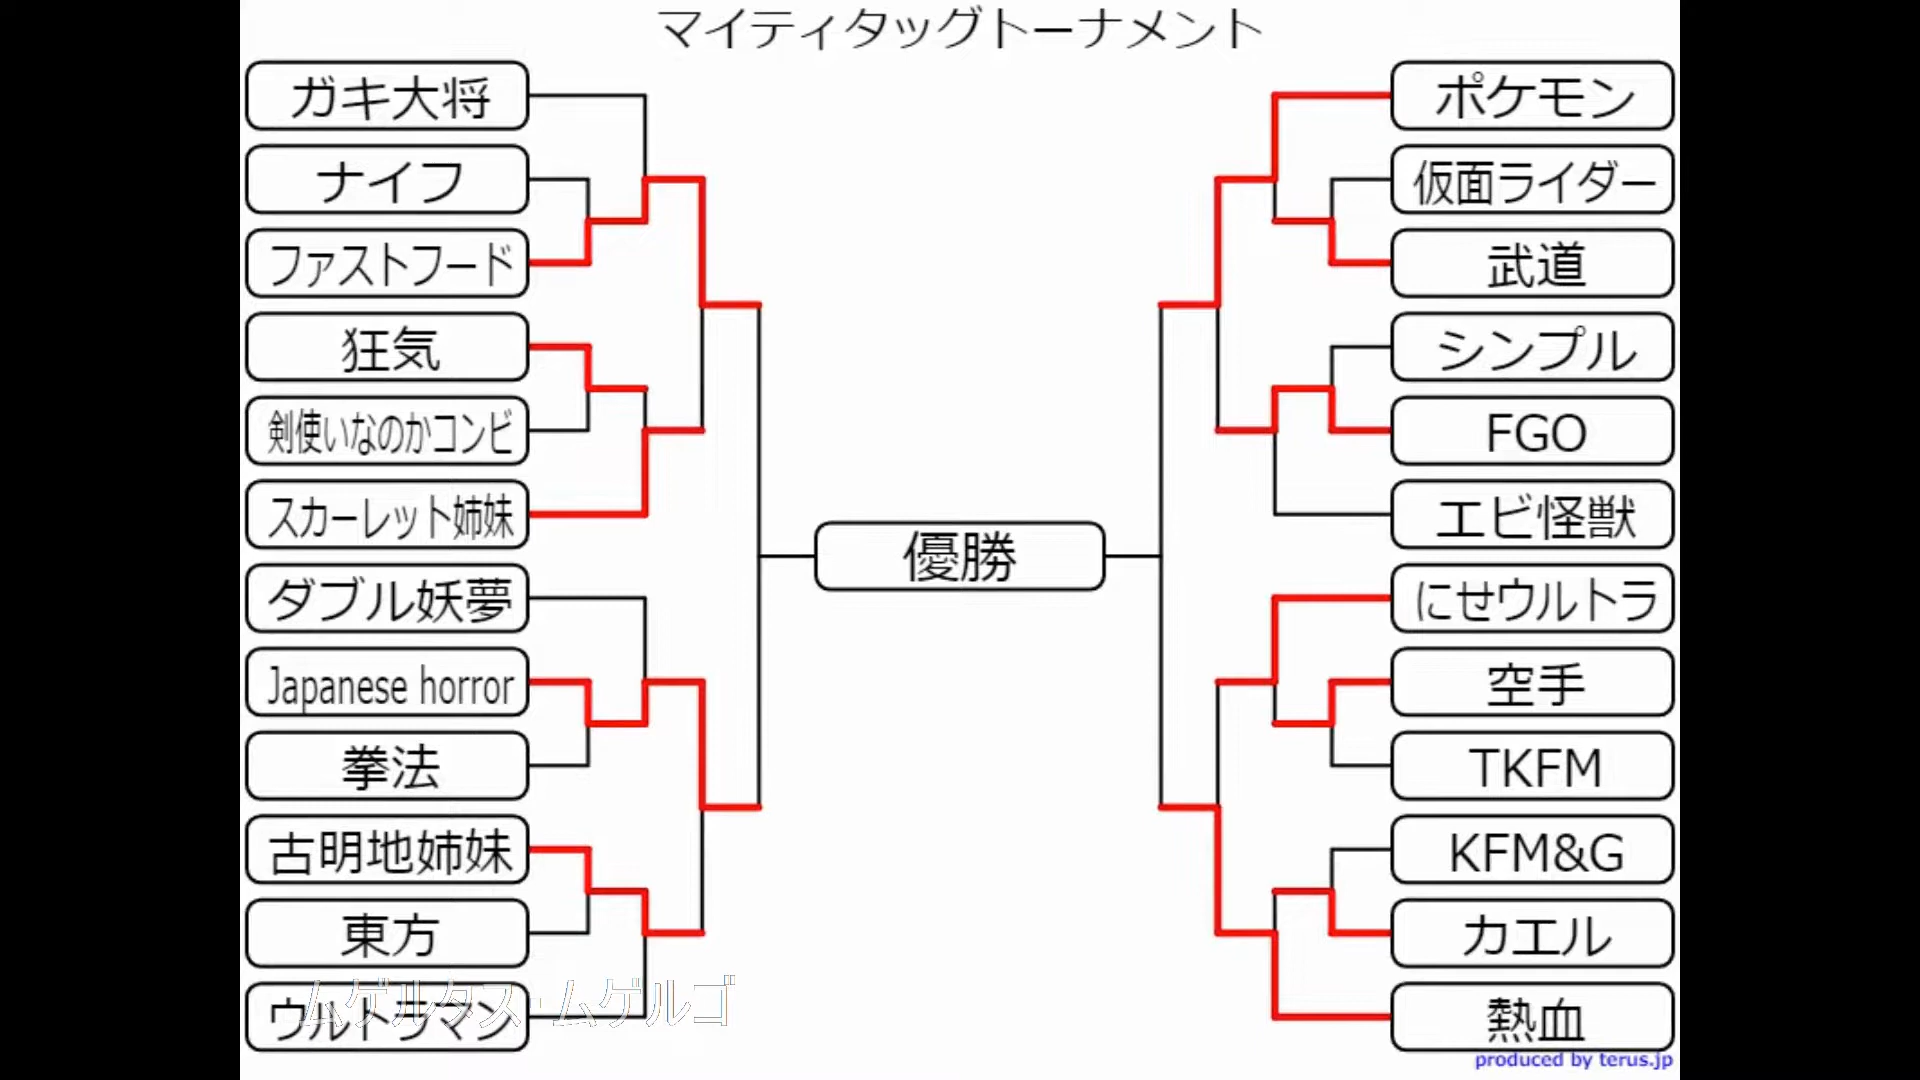 マイティタッグトーナメント
ガキ大将
ナイフ
ファストフード
狂気
剣使いなのかコンビ
スカーレット姉妹
ダブル妖夢
Japanese horror
拳法
古明地姉妹
東方
ウルトラマン
ムゲルタス・ムゲルゴ
優勝
ポケモン
仮面ライダー
武道
シンプル
FGO
エビ怪獣
にせウルトラ
空手
TKFM
KFM&G
カエル
熱血
produced by terus.jp